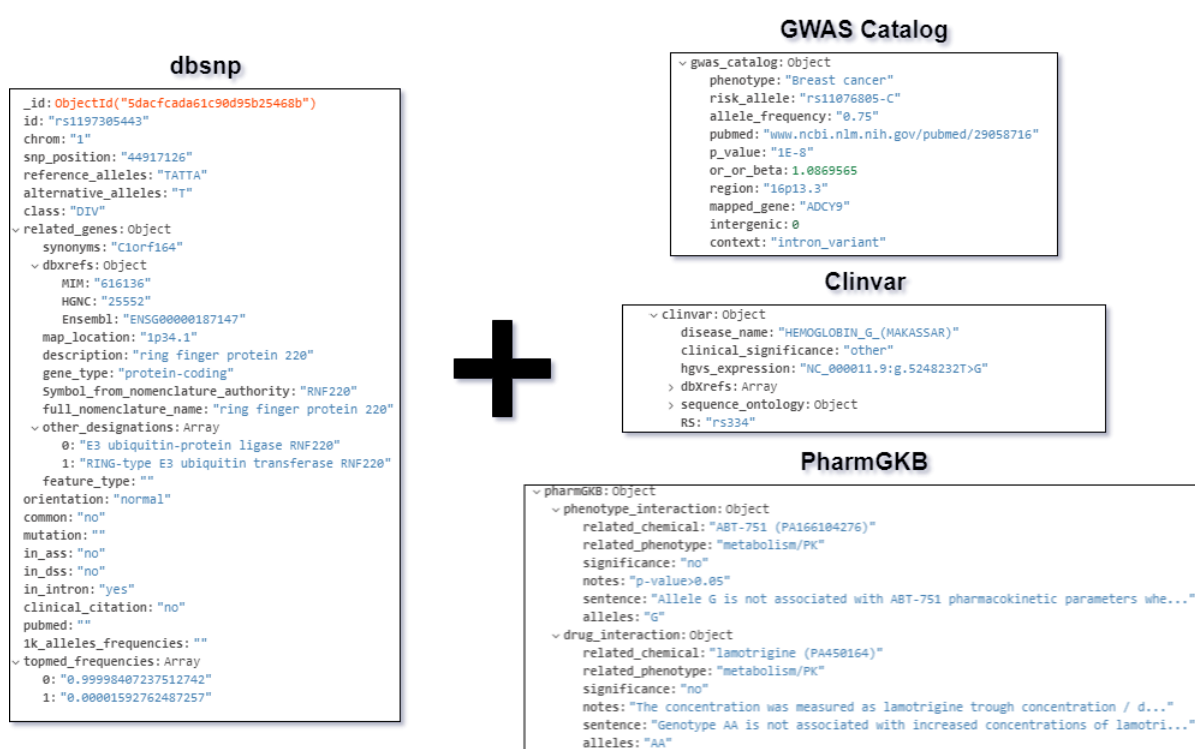 dbsnp
_id: ObjectId("5dacfcada61c90d95b25468b")
id: "rs1197305443"
chrom: "1"
snp_position: "44917126"
reference_alleles: "TATTA"
alternative_alleles: "T"
class: "DIV"
related_genes: Object
synonyms: "C1orf164"
dbxrefs: Object
MIM: "616136"
HGNC: "25552"
Ensembl: "ENSG00000187147"
map_location: "1p34.1"
description: "ring finger protein 220"
gene_type: "protein-coding"
Symbol_from_nomenclature_authority: "RNF220"
full_nomenclature_name: "ring finger protein 220"
other_designations: Array
0: "E3 ubiquitin-protein ligase RNF220"
1: "RING-type E3 ubiquitin transferase RNF220"
feature_type: ""
orientation: "normal"
common: "no"
mutation: ""
in_ass: "no"
in_dss: "no"
in_intron: "yes"
clinical_citation: "no"
pubmed: ""
1k_alleles_frequencies: ""
topmed_frequencies: Array
0: "0.99998407237512742"
1: "0.00001592762487257"
GWAS Catalog
gwas_catalog: Object
phenotype: "Breast cancer"
risk_allele: "rs11076805-C"
allele_frequency: "0.75"
pubmed: "www.ncbi.nlm.nih.gov/pubmed/29058716"
p_value: "1E-8"
or_or_beta: 1.0869565
region: "16p13.3"
mapped_gene: "ADCY9"
intergenic: 0
context: "intron_variant"
Clinvar
clinvar: Object
disease_name: "HEMOGLOBIN_G_(MAKASSAR)"
clinical_significance: "other"
hgvs_expression: "NC_000011.9:g.5248232T>G"
dbXrefs: Array
sequence_ontology: Object
RS: "rs334"
PharmGKB
pharmGKB: Object
phenotype_interaction: Object
related_chemical: "ABT-751 (PA166104276)"
related_phenotype: "metabolism/PK"
significance: "no"
notes: "p-value>0.05"
sentence: "Allele G is not associated with ABT-751 pharmacokinetic parameters whe..."
alleles: "G"
drug_interaction: Object
related_chemical: "lamotrigine (PA450164)"
related_phenotype: "metabolism/PK"
significance: "no"
notes: "The concentration was measured as lamotrigine trough concentration / d..."
sentence: "Genotype AA is not associated with increased concentrations of lamotri..."
alleles: "AA"